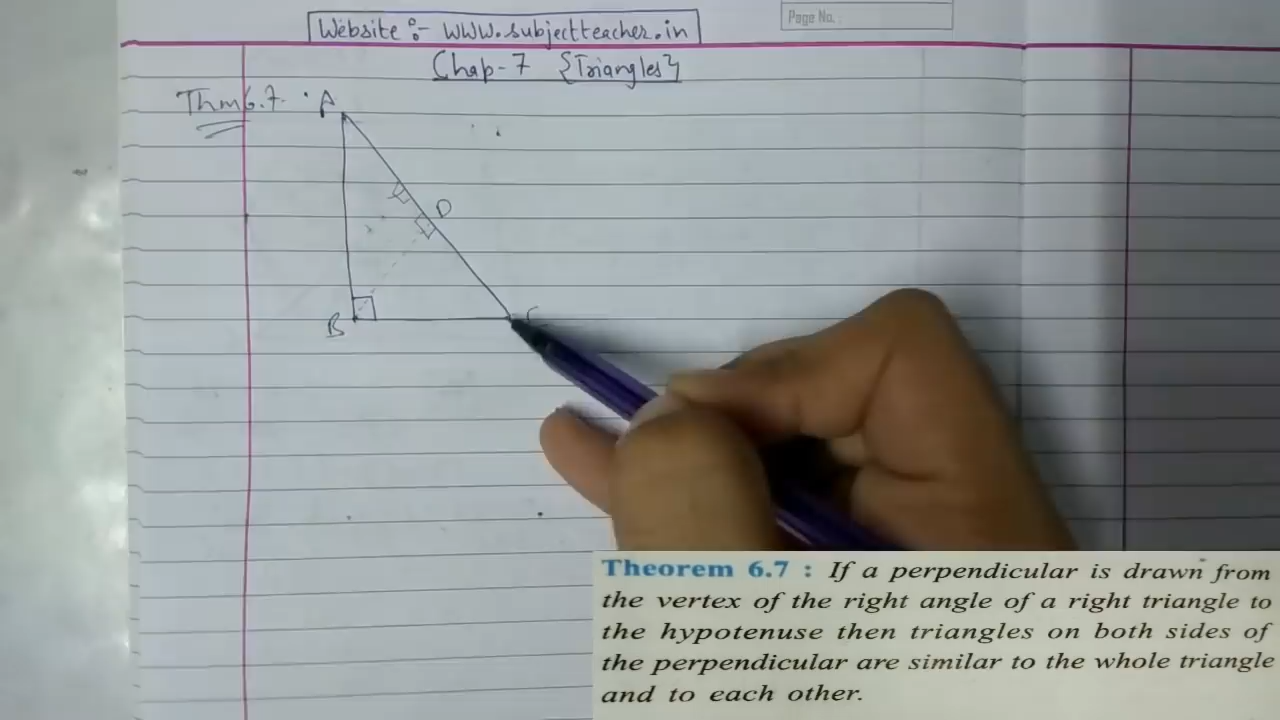 Page No.
Website :- www.subjectteacher.in
Chap-7 {Triangles}
Thm 6.7. A
D
B C
Theorem 6.7 : If a perpendicular is drawn from
the vertex of the right angle of a right triangle to
the hypotenuse then triangles on both sides of
the perpendicular are similar to the whole triangle
and to each other.